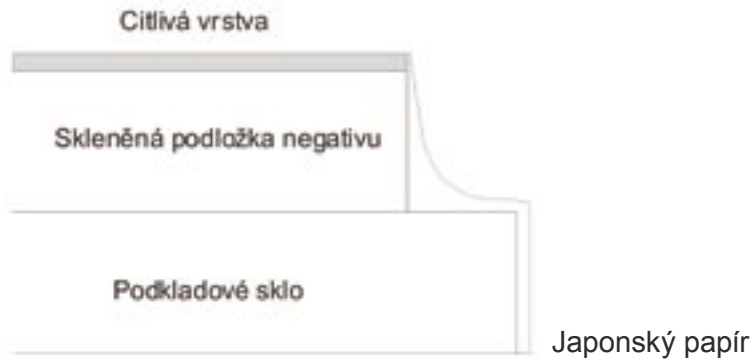 Citlivá vrstva
Skleněná podložka negativu
Podkladové sklo
Japonský papír